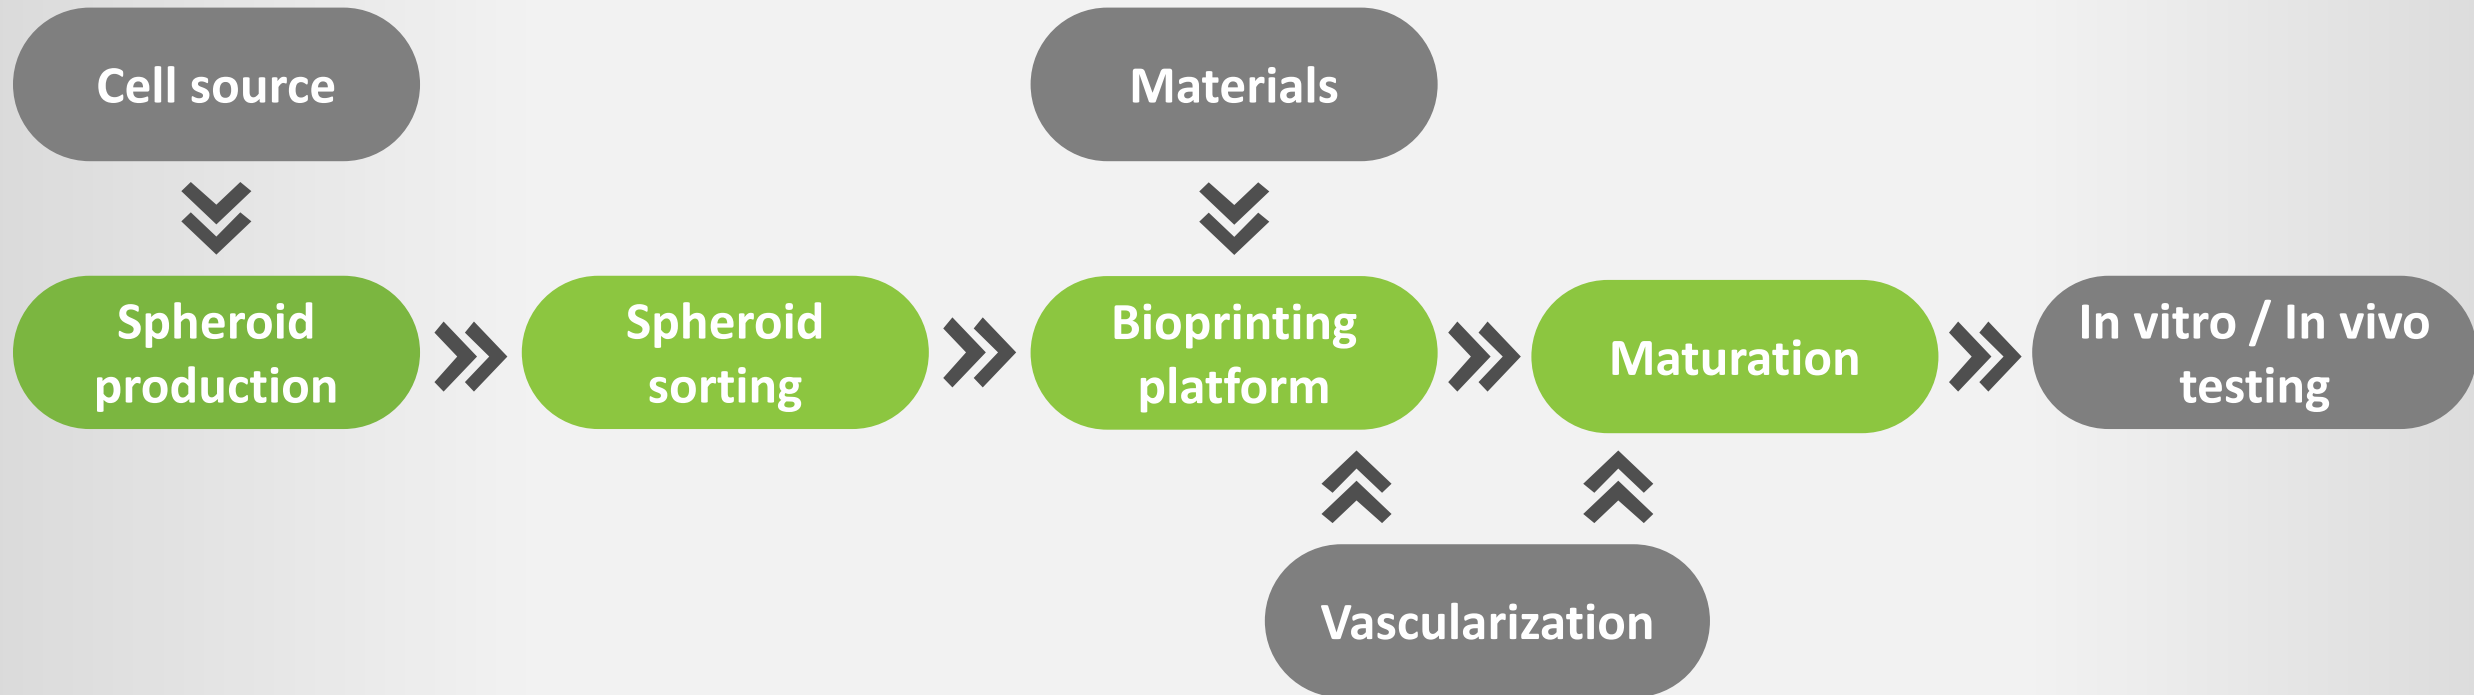 Cell source
Materials
Spheroid
production
Spheroid
sorting
Bioprinting
platform
Maturation
In vitro / In vivo
testing
Vascularization